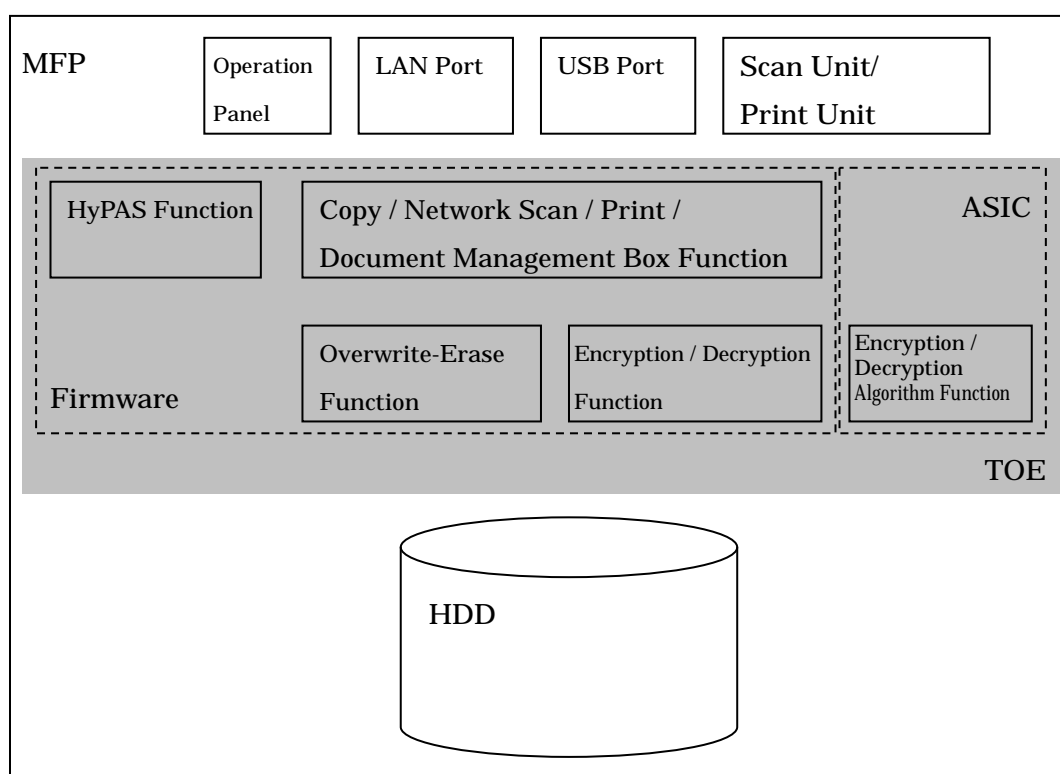 MFP
Operation
Panel
LAN Port
USB Port
Scan Unit/
Print Unit
HyPAS Function
Copy / Network Scan / Print /
Document Management Box Function
ASIC
Overwrite-Erase
Function
Encryption / Decryption
Function
Encryption /
Decryption
Algorithm Function
Firmware
TOE
HDD